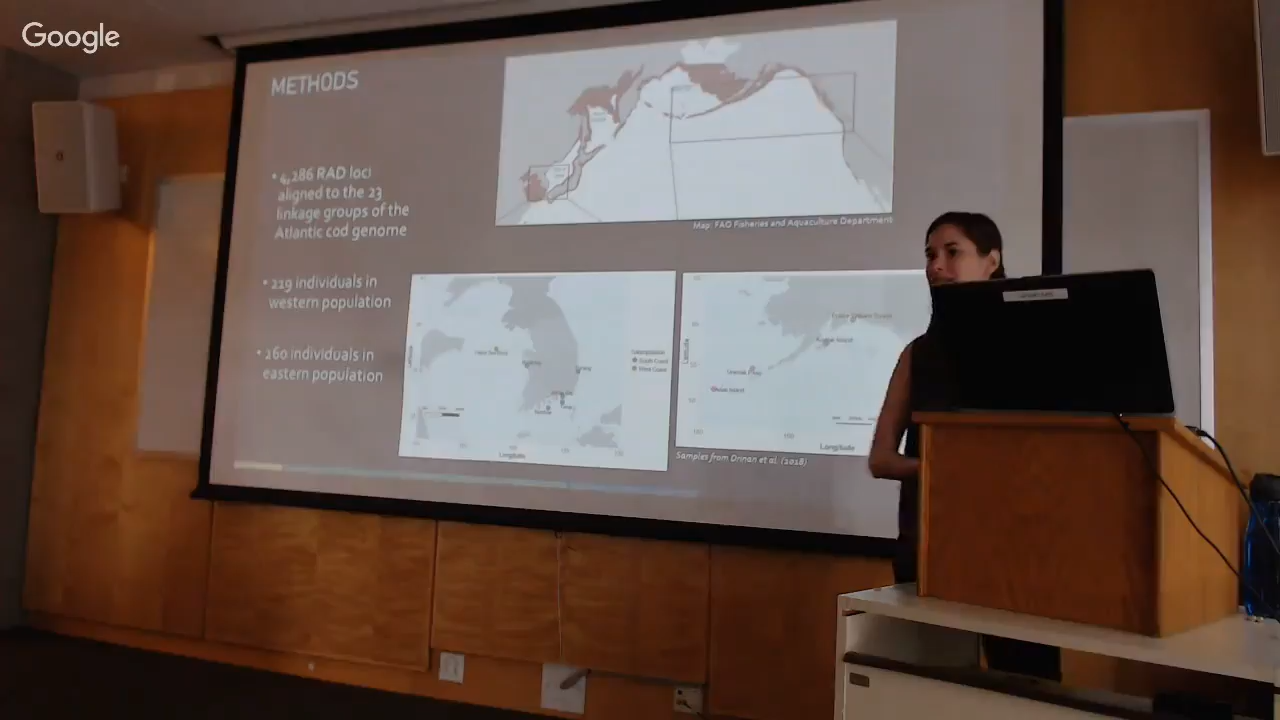 Google
METHODS
• 4,286 RAD loci
aligned to the 23
linkage groups of the
Atlantic cod genome
• 219 individuals in
western population
• 160 individuals in
eastern population
Map: FAO Fisheries and Aquaculture Department
Longitude
Latitude
Longitude
Samples from Drinan et al. (2018)